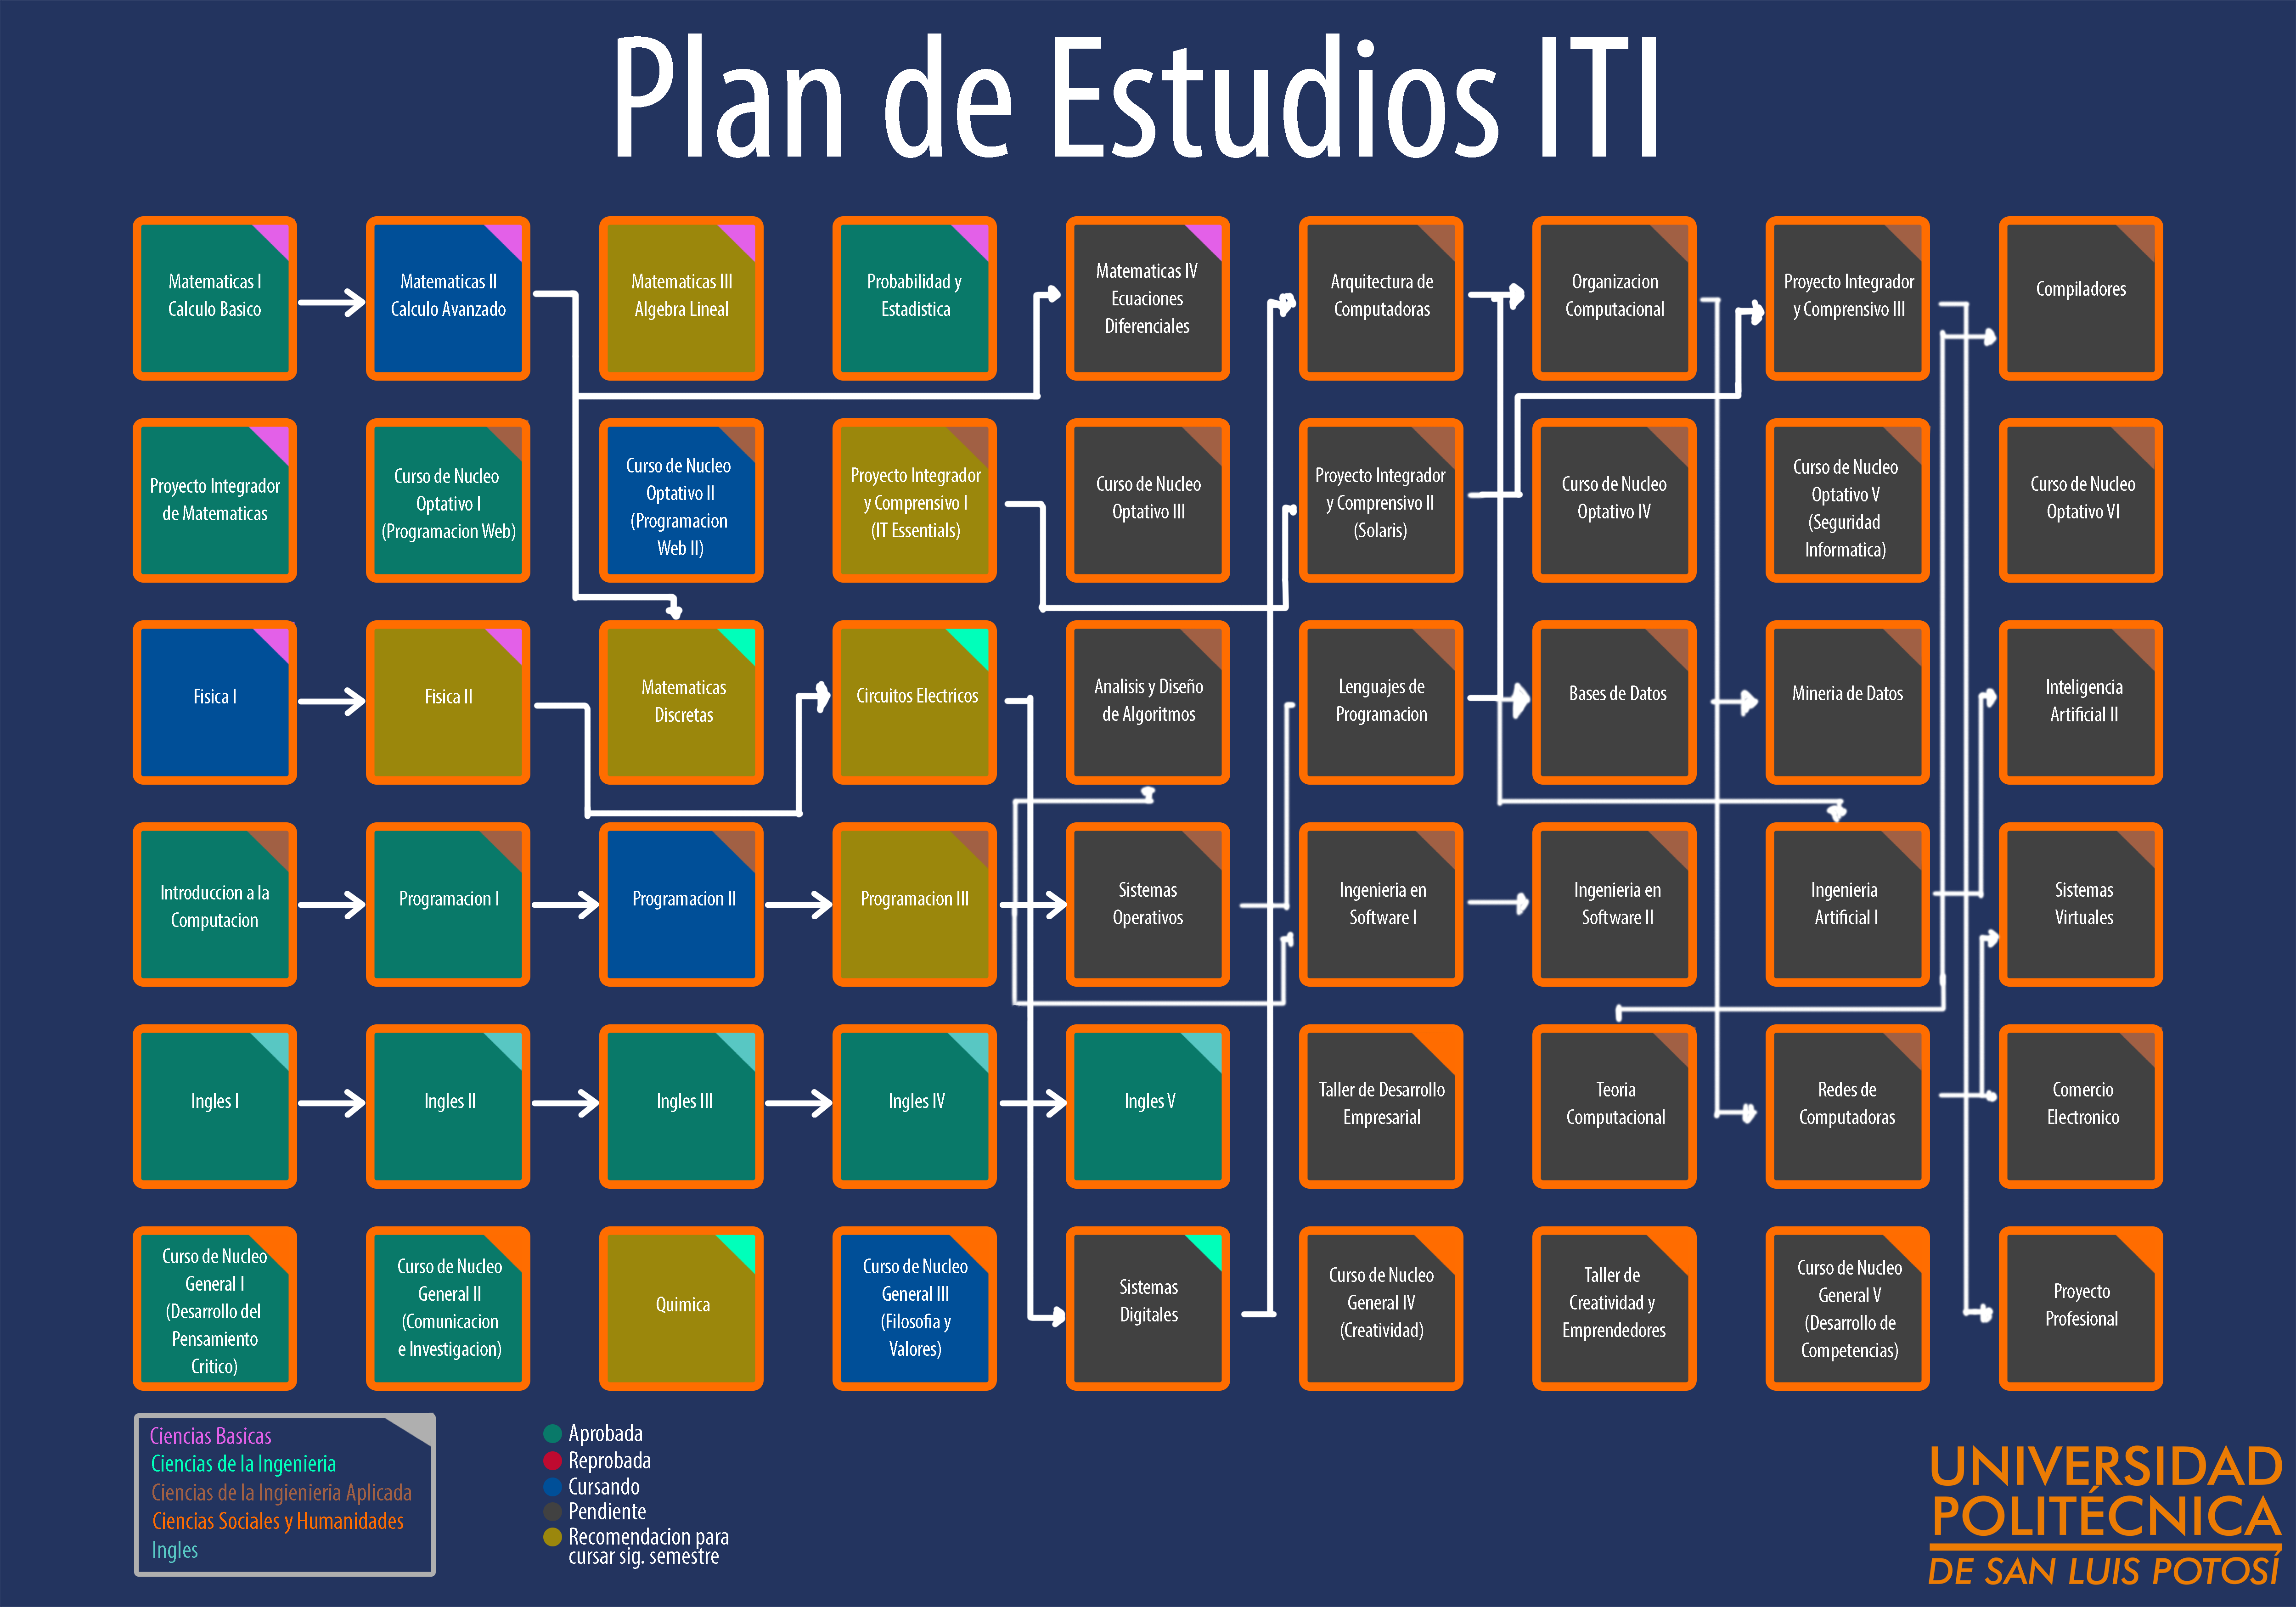 Plan de Estudios ITI
Matematicas I
Calculo Basico
Matematicas II
Calculo Avanzado
Matematicas III
Algebra Lineal
Probabilidad y
Estadistica
Matematicas IV
Ecuaciones
Diferenciales
Arquitectura de
Computadoras
Organizacion
Computacional
Proyecto Integrador
y Comprensivo III
Compiladores
Proyecto Integrador
de Matematicas
Curso de Nucleo
Optativo I
(Programacion Web)
Curso de Nucleo
Optativo II
(Programacion
Web II)
Proyecto Integrador
y Comprensivo I
(IT Essentials)
Curso de Nucleo
Optativo III
Proyecto Integrador
y Comprensivo II
(Solaris)
Curso de Nucleo
Optativo IV
Curso de Nucleo
Optativo V
(Seguridad
Informatica)
Curso de Nucleo
Optativo VI
Fisica I
Fisica II
Matematicas
Discretas
Circuitos Electricos
Analisis y Diseño
de Algoritmos
Lenguajes de
Programacion
Bases de Datos
Mineria de Datos
Inteligencia
Artificial II
Introduccion a la
Computacion
Programacion I
Programacion II
Programacion III
Sistemas
Operativos
Ingenieria en
Software I
Ingenieria en
Software II
Ingenieria
Artificial I
Sistemas
Virtuales
Ingles I
Ingles II
Ingles III
Ingles IV
Ingles V
Taller de Desarrollo
Empresarial
Teoria
Computacional
Redes de
Computadoras
Comercio
Electronico
Curso de Nucleo
General I
(Desarrollo del
Pensamiento
Critico)
Curso de Nucleo
General II
(Comunicacion
e Investigacion)
Quimica
Curso de Nucleo
General III
(Filosofia y
Valores)
Sistemas
Digitales
Curso de Nucleo
General IV
(Creatividad)
Taller de
Creatividad y
Emprendedores
Curso de Nucleo
General V
(Desarrollo de
Competencias)
Proyecto
Profesional
Ciencias Basicas
Ciencias de la Ingenieria
Ciencias de la Ingienieria Aplicada
Ciencias Sociales y Humanidades
Ingles
Aprobada
Reprobada
Cursando
Pendiente
Recomendacion para
cursar sig. semestre
UNIVERSIDAD
POLITÉCNICA
DE SAN LUIS POTOSÍ